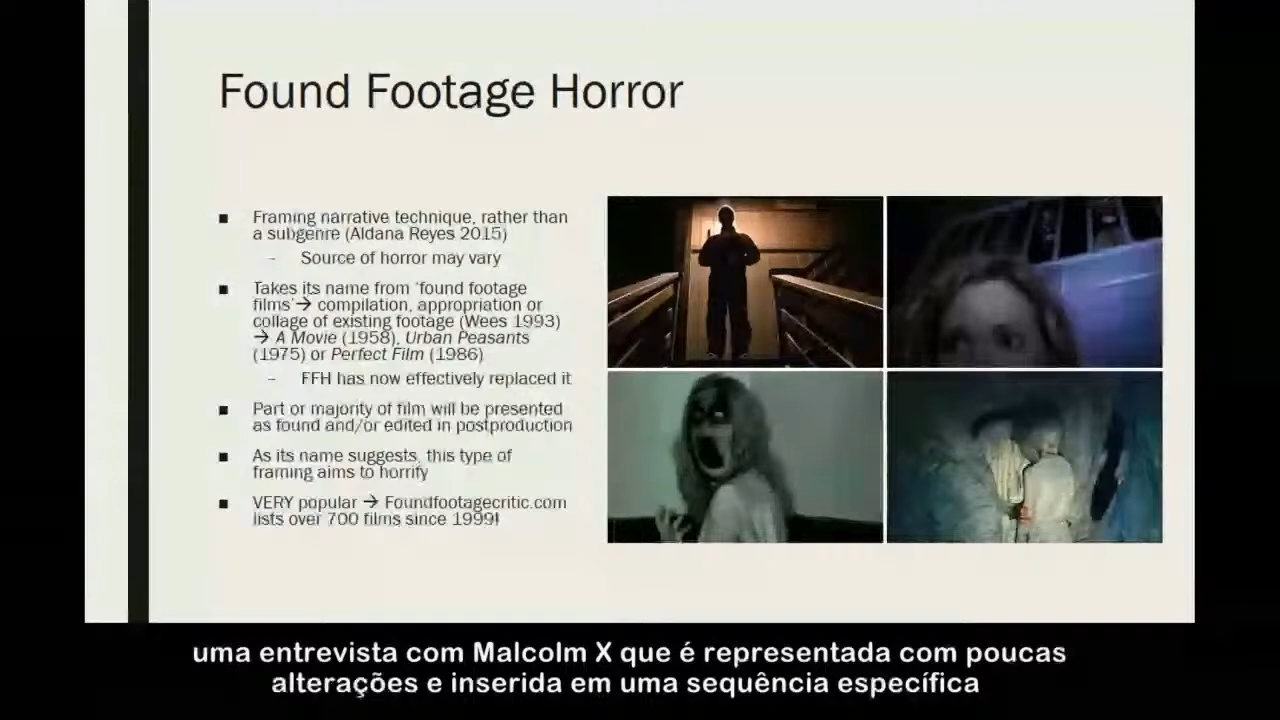 Found Footage Horror
■ Framing narrative technique, rather than
a subgenre (Aldana Reyes 2015)
– Source of horror may vary
■ Takes its name from 'found footage
films'→ compilation, appropriation or
collage of existing footage (Wees 1993)
→ A Movie (1958), Urban Peasants
(1975) or Perfect Film (1986)
– FFH has now effectively replaced it
■ Part or majority of film will be presented
as found and/or edited in postproduction
■ As its name suggests, this type of
framing aims to horrify
■ VERY popular → Foundfootagecritic.com
lists over 700 films since 1999!
uma entrevista com Malcolm X que é representada com poucas
alterações e inserida em uma sequência específica